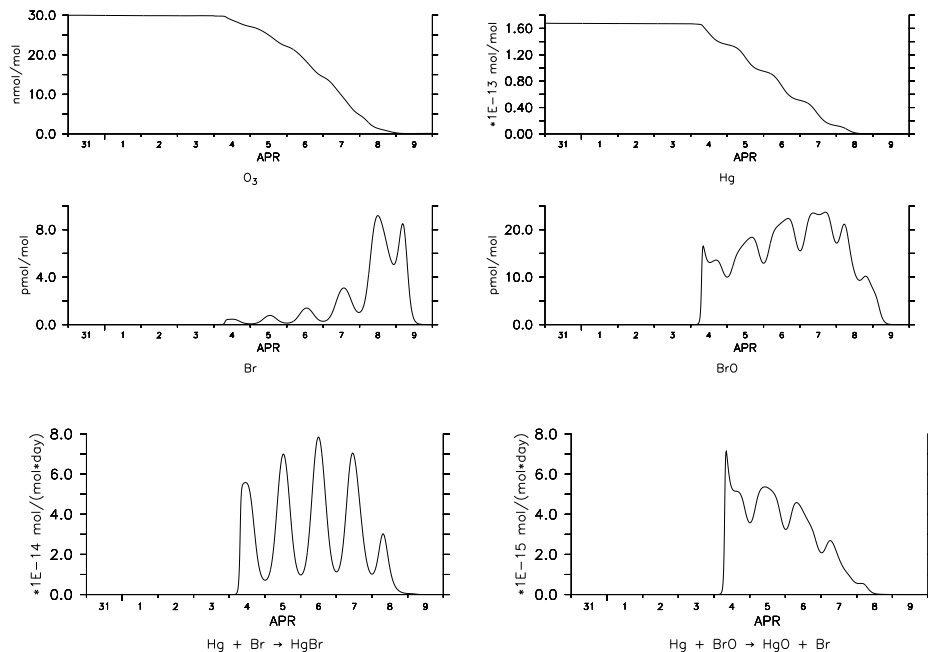 30.0
20.0
10.0
0.0
nmol/mol
31 1 2 3 4 5 6 7 8 9
APR
O₃
1.60
1.20
0.80
0.40
0.00
*1E-13 mol/mol
31 1 2 3 4 5 6 7 8 9
APR
Hg
8.0
4.0
0.0
pmol/mol
31 1 2 3 4 5 6 7 8 9
APR
Br
20.0
10.0
0.0
pmol/mol
31 1 2 3 4 5 6 7 8 9
APR
BrO
8.0
6.0
4.0
2.0
0.0
*1E-14 mol/(mol*day)
31 1 2 3 4 5 6 7 8 9
APR
Hg + Br → HgBr
8.0
6.0
4.0
2.0
0.0
*1E-15 mol/(mol*day)
31 1 2 3 4 5 6 7 8 9
APR
Hg + BrO → HgO + Br